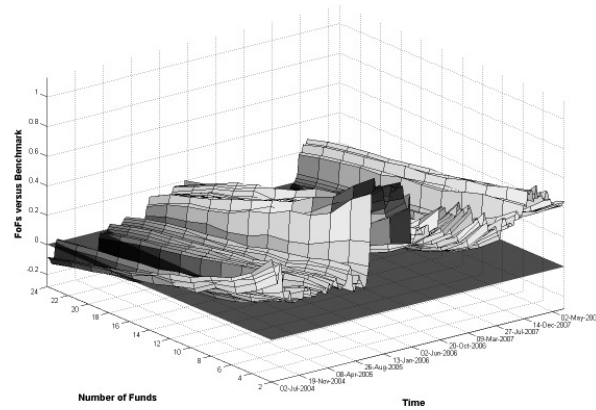 FoFs versus Benchmark
1
0.8
0.6
0.4
0.2
0
-0.2
24
22
20
18
16
14
12
10
8
6
4
2
Number of Funds
02-Jul-2004
19-Nov-2004
08-Apr-2005
26-Aug-2005
13-Jan-2006
02-Jun-2006
20-Oct-2006
09-Mar-2007
27-Jul-2007
14-Dec-2007
02-May-200
Time